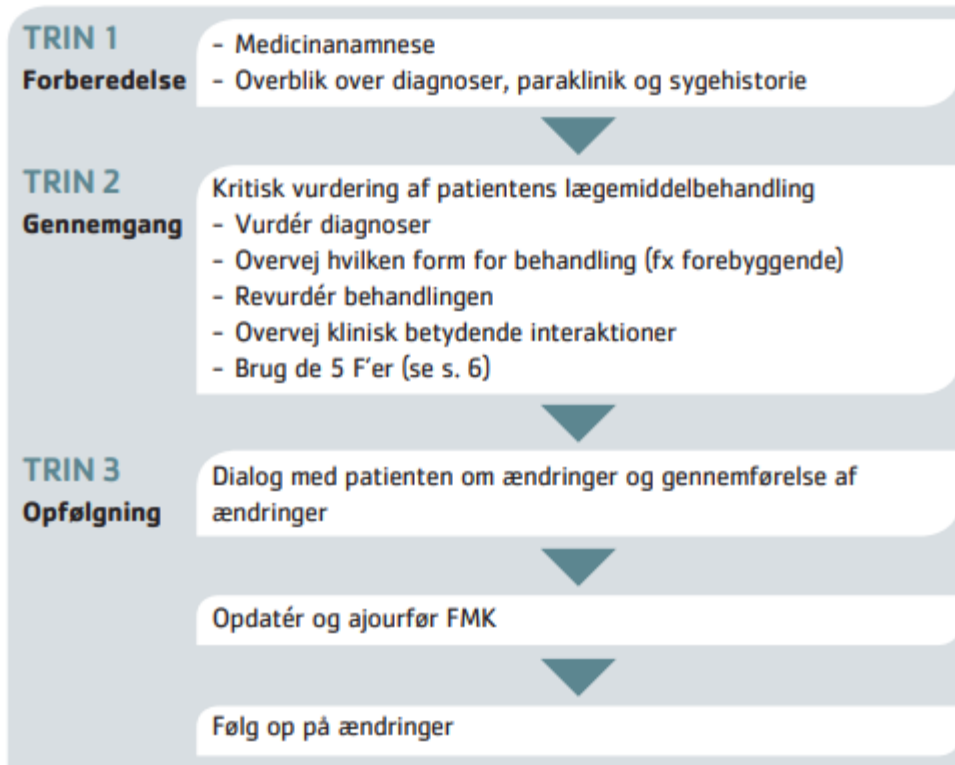 TRIN 1
Forberedelse
- Medicinanamnese
- Overblik over diagnoser, paraklinik og sygehistorie
TRIN 2
Gennemgang
Kritisk vurdering af patientens lægemiddelbehandling
- Vurdér diagnoser
- Overvej hvilken form for behandling (fx forebyggende)
- Revurdér behandlingen
- Overvej klinisk betydende interaktioner
- Brug de 5 F'er (se s. 6)
TRIN 3
Opfølgning
Dialog med patienten om ændringer og gennemførelse af
ændringer
Opdatér og ajourfør FMK
Følg op på ændringer